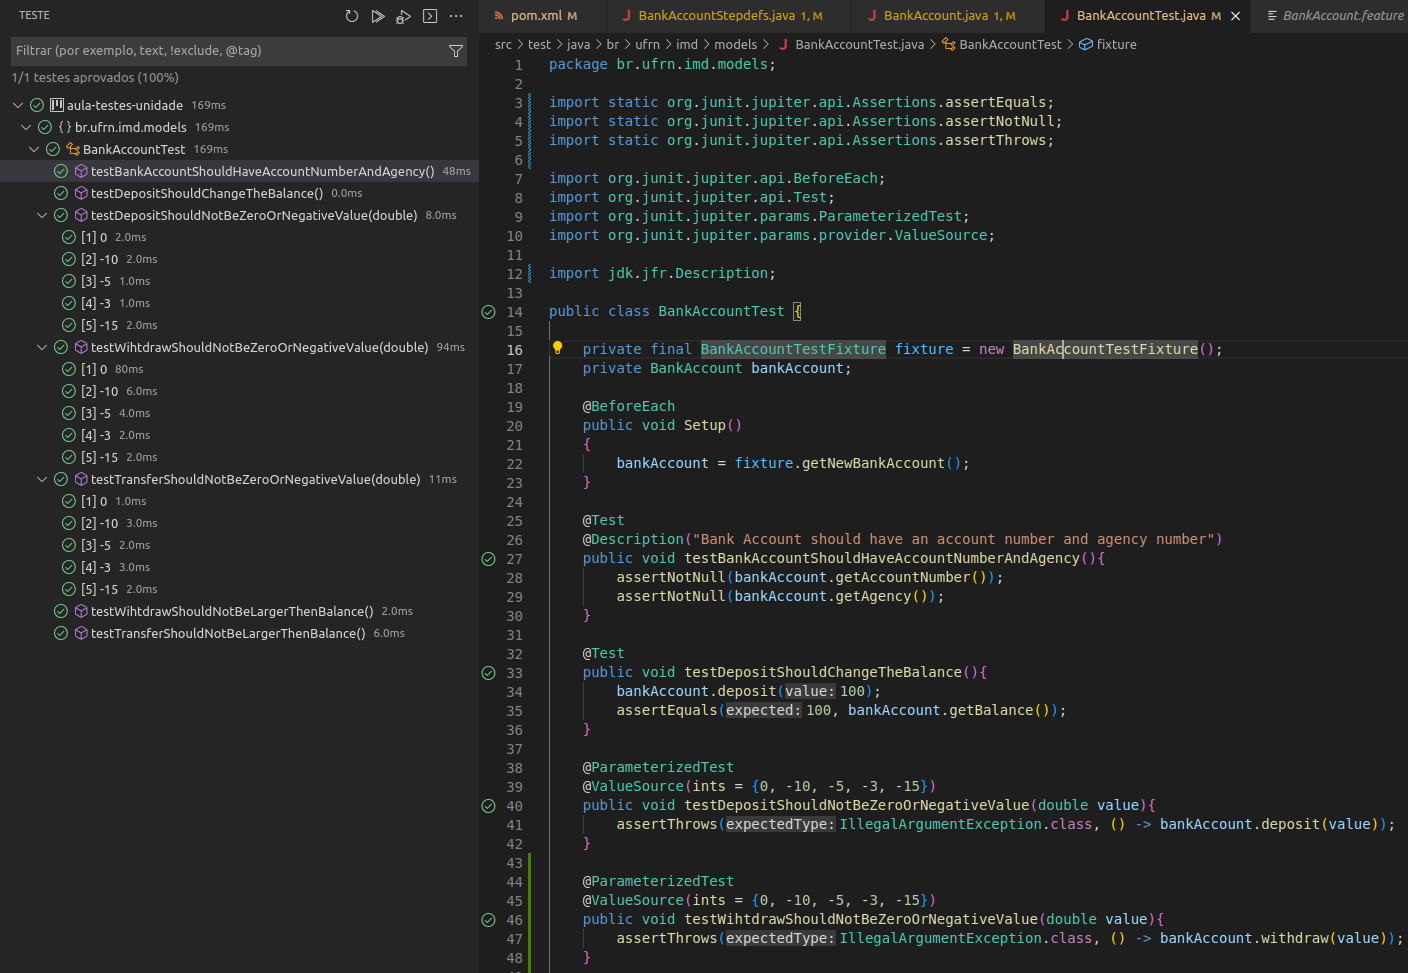 TESTE
Filtrar (por exemplo, text, !exclude, @tag)
1/1 testes aprovados (100%)
aula-testes-unidade 169ms
{} br.ufrn.imd.models 169ms
BankAccountTest 169ms
testBankAccountShouldHaveAccountNumberAndAgency() 48ms
testDepositShouldChangeTheBalance() 0.0ms
testDepositShouldNotBeZeroOrNegativeValue(double) 8.0ms
[1] 0 2.0ms
[2] -10 2.0ms
[3] -5 1.0ms
[4] -3 1.0ms
[5] -15 2.0ms
testWihtdrawShouldNotBeZeroOrNegativeValue(double) 94ms
[1] 0 80ms
[2] -10 6.0ms
[3] -5 4.0ms
[4] -3 2.0ms
[5] -15 2.0ms
testTransferShouldNotBeZeroOrNegativeValue(double) 11ms
[1] 0 1.0ms
[2] -10 3.0ms
[3] -5 2.0ms
[4] -3 3.0ms
[5] -15 2.0ms
testWihtdrawShouldNotBeLargerThenBalance() 2.0ms
testTransferShouldNotBeLargerThenBalance() 6.0ms
pom.xml M J BankAccountStepdefs.java 1, M J BankAccount.java 1, M J BankAccountTest.java M × BankAccount.feature
src > test > java > br > ufrn > imd > models > J BankAccountTest.java > BankAccountTest > fixture
1 package br.ufrn.imd.models;
2
3 import static org.junit.jupiter.api.Assertions.assertEquals;
4 import static org.junit.jupiter.api.Assertions.assertNotNull;
5 import static org.junit.jupiter.api.Assertions.assertThrows;
6
7 import org.junit.jupiter.api.BeforeEach;
8 import org.junit.jupiter.api.Test;
9 import org.junit.jupiter.params.ParameterizedTest;
10 import org.junit.jupiter.params.provider.ValueSource;
11
12 import jdk.jfr.Description;
13
14 public class BankAccountTest {
15
16 private final BankAccountTestFixture fixture = new BankAccountTestFixture();
17 private BankAccount bankAccount;
18
19 @BeforeEach
20 public void Setup()
21 {
22 bankAccount = fixture.getNewBankAccount();
23 }
24
25 @Test
26 @Description("Bank Account should have an account number and agency number")
27 public void testBankAccountShouldHaveAccountNumberAndAgency(){
28 assertNotNull(bankAccount.getAccountNumber());
29 assertNotNull(bankAccount.getAgency());
30 }
31
32 @Test
33 public void testDepositShouldChangeTheBalance(){
34 bankAccount.deposit(value: 100);
35 assertEquals(expected: 100, bankAccount.getBalance());
36 }
37
38 @ParameterizedTest
39 @ValueSource(ints = {0, -10, -5, -3, -15})
40 public void testDepositShouldNotBeZeroOrNegativeValue(double value){
41 assertThrows(expectedType: IllegalArgumentException.class, () -> bankAccount.deposit(value));
42 }
43
44 @ParameterizedTest
45 @ValueSource(ints = {0, -10, -5, -3, -15})
46 public void testWihtdrawShouldNotBeZeroOrNegativeValue(double value){
47 assertThrows(expectedType: IllegalArgumentException.class, () -> bankAccount.withdraw(value));
48 }